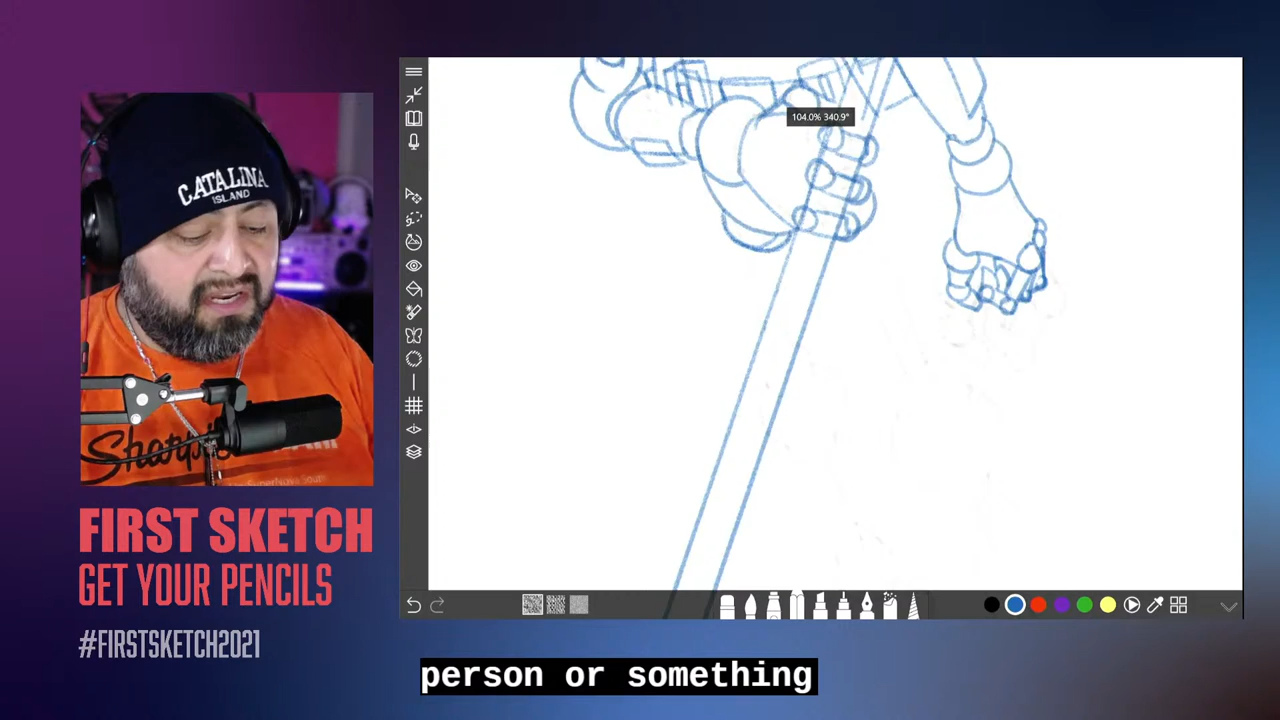 CATALINA
ISLAND
104.0% 340.9°
FIRST SKETCH
GET YOUR PENCILS
#FIRSTSKETCH2021
person or something